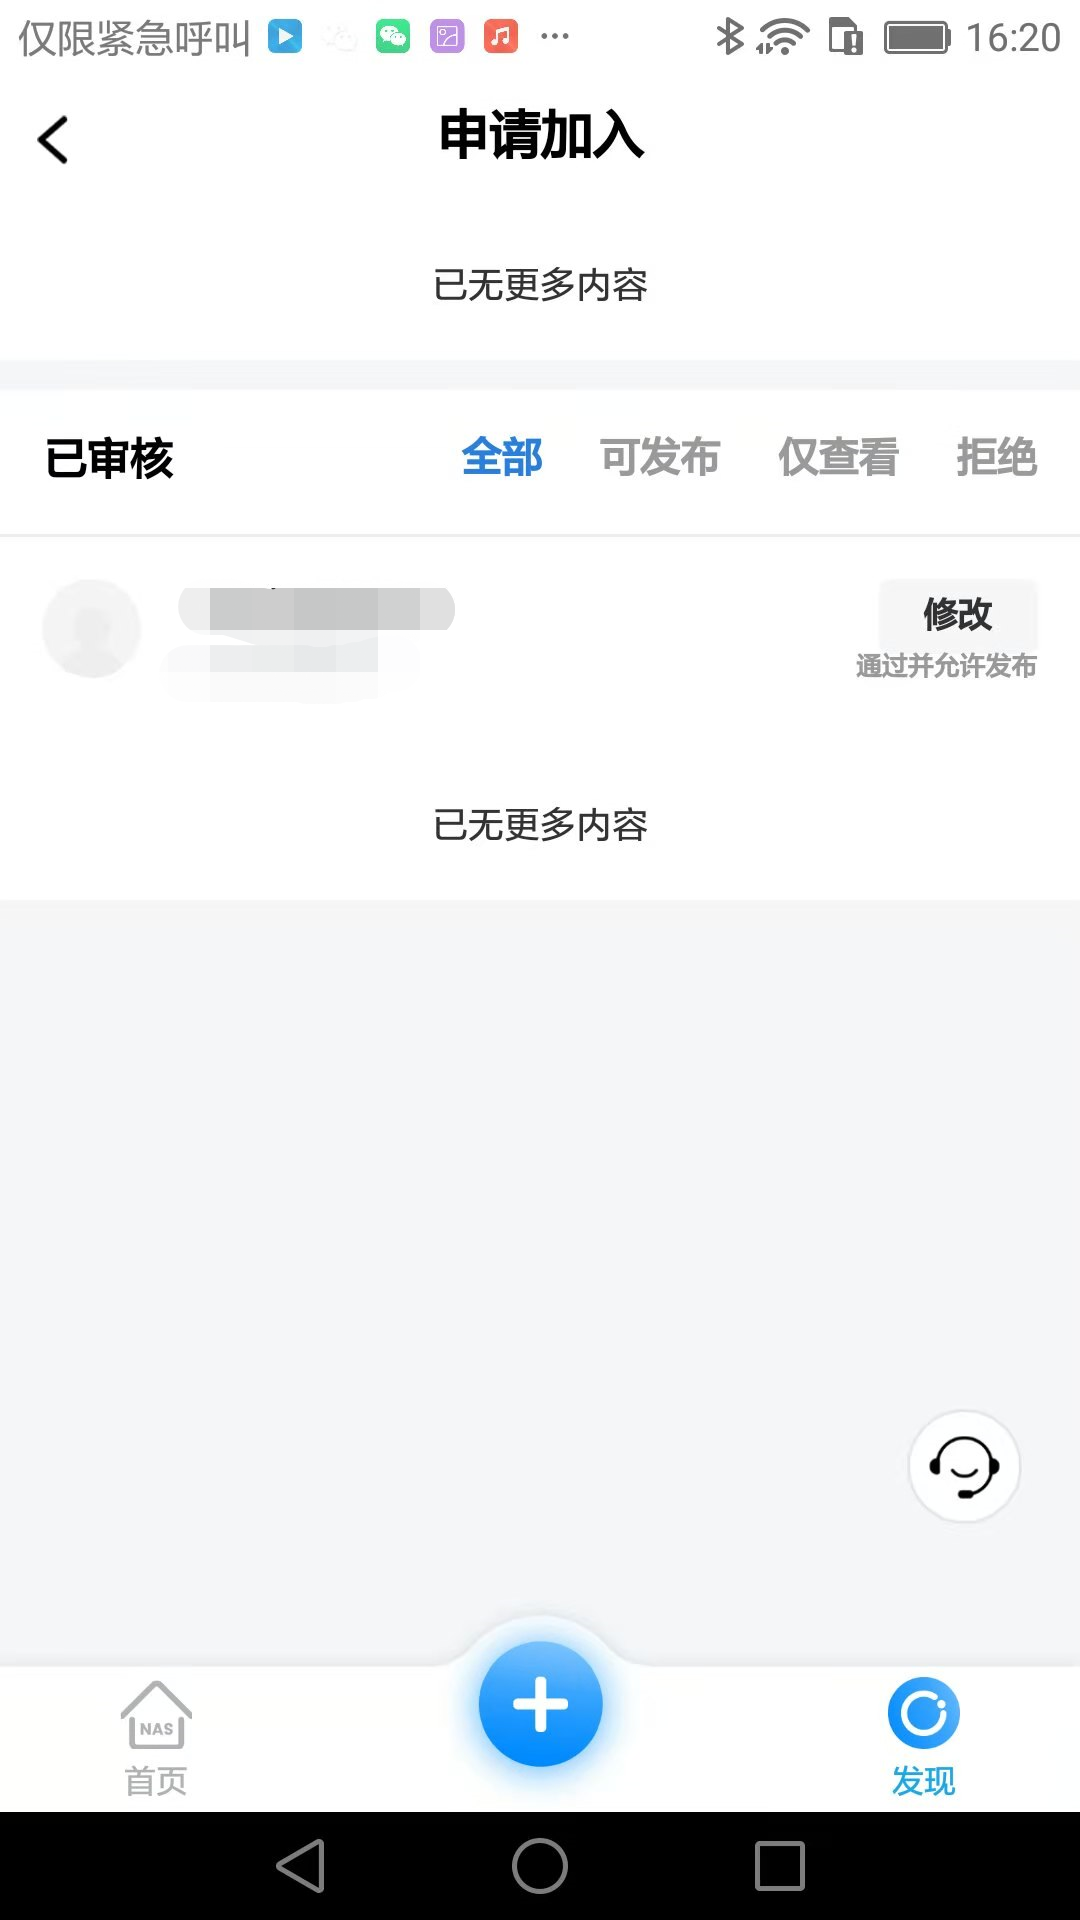 仅限紧急呼叫 16:20
申请加入
已无更多内容
已审核 全部 可发布 仅查看 拒绝
修改
通过并允许发布
已无更多内容
NAS
首页 发现